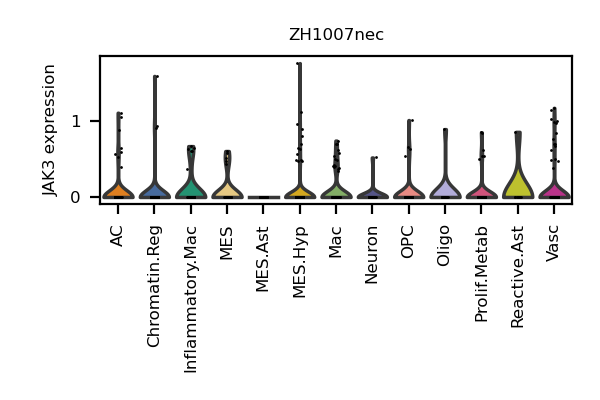 ZH1007nec
JAK3 expression
1
0
AC
Chromatin.Reg
Inflammatory.Mac
MES
MES.Ast
MES.Hyp
Mac
Neuron
OPC
Oligo
Prolif.Metab
Reactive.Ast
Vasc